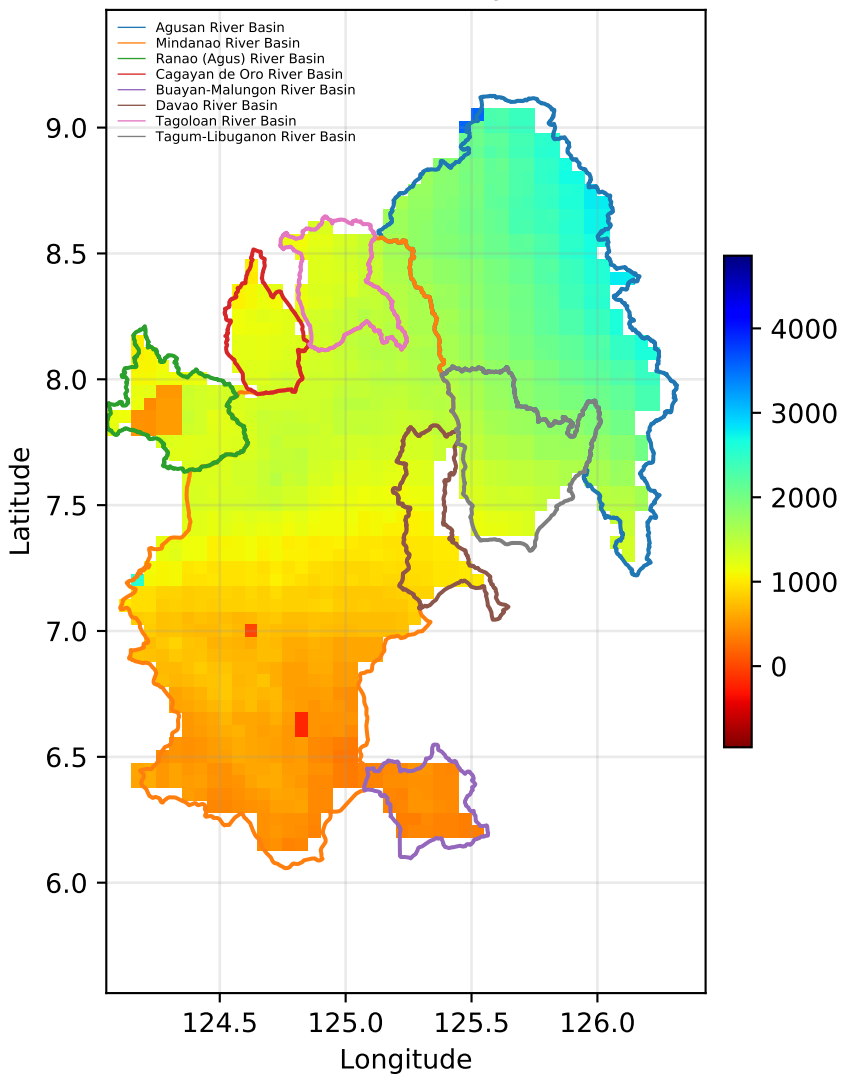 Agusan River Basin
Mindanao River Basin
Ranao (Agus) River Basin
Cagayan de Oro River Basin
Buayan-Malungon River Basin
Davao River Basin
Tagoloan River Basin
Tagum-Libuganon River Basin
9.0
8.5
8.0
7.5
7.0
6.5
6.0
Latitude
124.5 125.0 125.5 126.0
Longitude
4000
3000
2000
1000
0